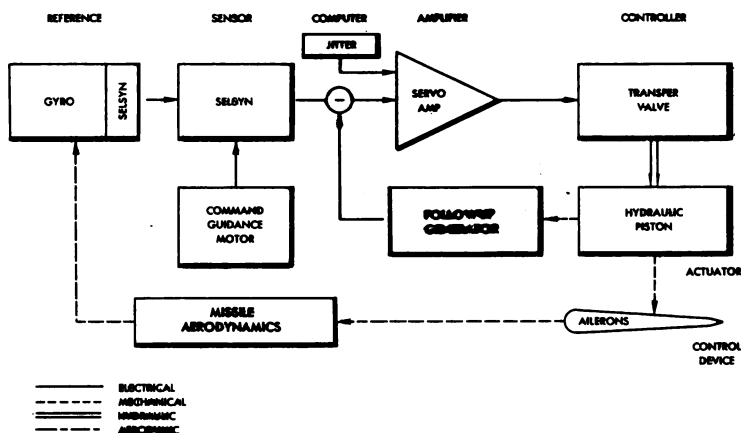 REFERENCE
SENSOR
COMPUTER
AMPLIFIER
CONTROLLER
JITTER
GYRO
SELSYN
SELSYN
SERVO
AMP
TRANSFER
VALVE
COMMAND
GUIDANCE
MOTOR
FOLLOWUP
GENERATOR
HYDRAULIC
PISTON
ACTUATOR
MISSILE
AERODYNAMICS
AILERONS
CONTROL
DEVICE
ELECTRICAL
MECHANICAL
HYDRAULIC